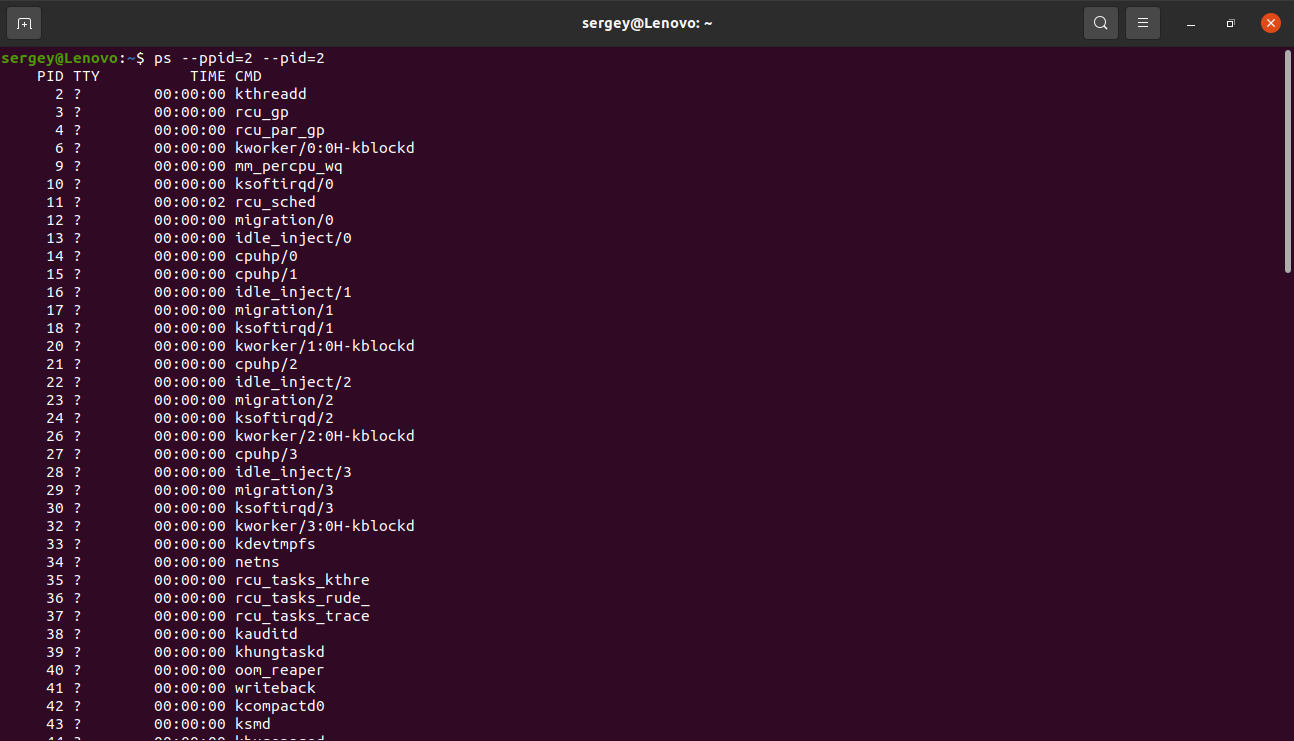 sergey@Lenovo: ~
sergey@Lenovo:~$ ps --ppid=2 --pid=2
    PID TTY          TIME CMD
      2 ?        00:00:00 kthreadd
      3 ?        00:00:00 rcu_gp
      4 ?        00:00:00 rcu_par_gp
      6 ?        00:00:00 kworker/0:0H-kblockd
      9 ?        00:00:00 mm_percpu_wq
     10 ?        00:00:00 ksoftirqd/0
     11 ?        00:00:02 rcu_sched
     12 ?        00:00:00 migration/0
     13 ?        00:00:00 idle_inject/0
     14 ?        00:00:00 cpuhp/0
     15 ?        00:00:00 cpuhp/1
     16 ?        00:00:00 idle_inject/1
     17 ?        00:00:00 migration/1
     18 ?        00:00:00 ksoftirqd/1
     20 ?        00:00:00 kworker/1:0H-kblockd
     21 ?        00:00:00 cpuhp/2
     22 ?        00:00:00 idle_inject/2
     23 ?        00:00:00 migration/2
     24 ?        00:00:00 ksoftirqd/2
     26 ?        00:00:00 kworker/2:0H-kblockd
     27 ?        00:00:00 cpuhp/3
     28 ?        00:00:00 idle_inject/3
     29 ?        00:00:00 migration/3
     30 ?        00:00:00 ksoftirqd/3
     32 ?        00:00:00 kworker/3:0H-kblockd
     33 ?        00:00:00 kdevtmpfs
     34 ?        00:00:00 netns
     35 ?        00:00:00 rcu_tasks_kthre
     36 ?        00:00:00 rcu_tasks_rude_
     37 ?        00:00:00 rcu_tasks_trace
     38 ?        00:00:00 kauditd
     39 ?        00:00:00 khungtaskd
     40 ?        00:00:00 oom_reaper
     41 ?        00:00:00 writeback
     42 ?        00:00:00 kcompactd0
     43 ?        00:00:00 ksmd